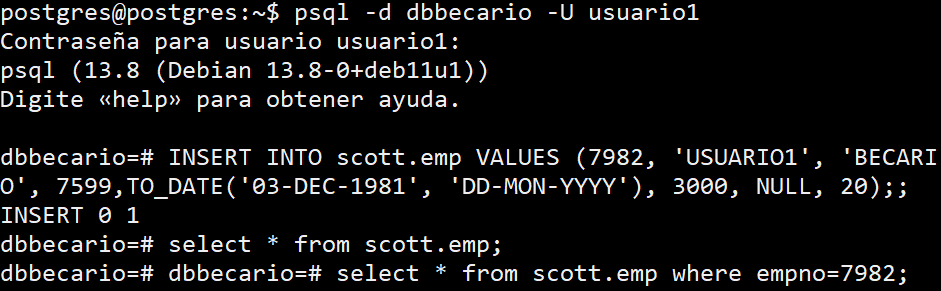 postgres@postgres:~$ psql -d dbbecario -U usuario1
Contraseña para usuario usuario1:
psql (13.8 (Debian 13.8-0+deb11u1))
Digite «help» para obtener ayuda.
dbbecario=# INSERT INTO scott.emp VALUES (7982, 'USUARIO1', 'BECARI
O', 7599,TO_DATE('03-DEC-1981', 'DD-MON-YYYY'), 3000, NULL, 20);;
INSERT 0 1
dbbecario=# select * from scott.emp;
dbbecario=# dbbecario=# select * from scott.emp where empno=7982;